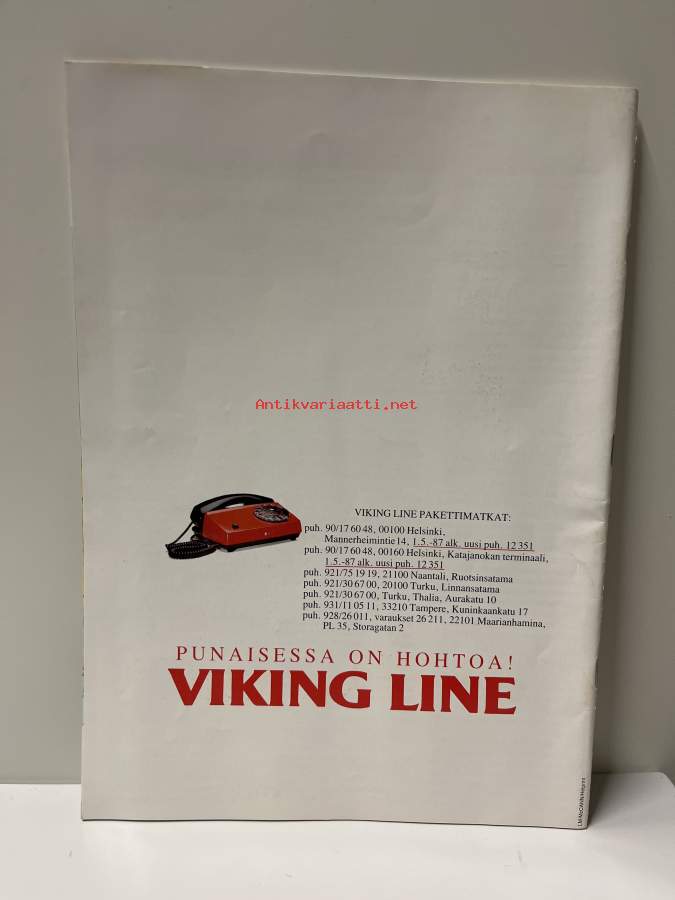 Antikvariaatti.net
VIKING LINE PAKETTIMATKAT:
puh. 90/17 60 48, 00100 Helsinki,
Mannerheimintie 14, 1.5.-87 alk. uusi puh. 12 351
puh. 90/17 60 48, 00160 Helsinki, Katajanokan terminaali,
1.5.-87 alk. uusi puh. 12 351
puh. 921/75 19 19, 21100 Naantali, Ruotsinsatama
puh. 921/30 67 00, 20100 Turku, Linnansatama
puh. 921/30 67 00, Turku, Thalia, Aurakatu 10
puh. 931/11 05 11, 33210 Tampere, Kuninkaankatu 17
puh. 928/26 011, varaukset 26 211, 22101 Maarianhamina,
PL 35, Storagatan 2
PUNAISESSA ON HOHTOA!
VIKING LINE